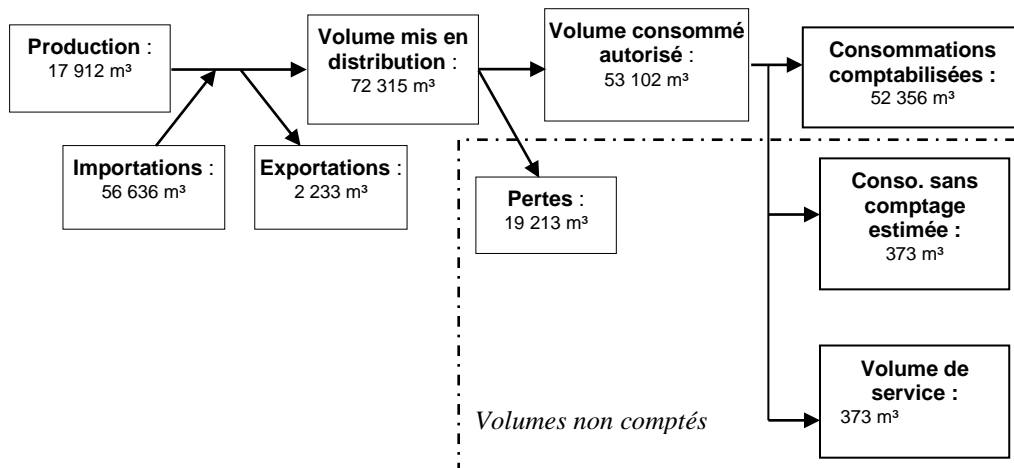 Production :
17 912 m³
Volume mis en
distribution :
72 315 m³
Volume consommé
autorisé :
53 102 m³
Consommations
comptabilisées :
52 356 m³
Importations :
56 636 m³
Exportations :
2 233 m³
Pertes :
19 213 m³
Conso. sans
comptage
estimée :
373 m³
Volume de
service :
373 m³
Volumes non comptés